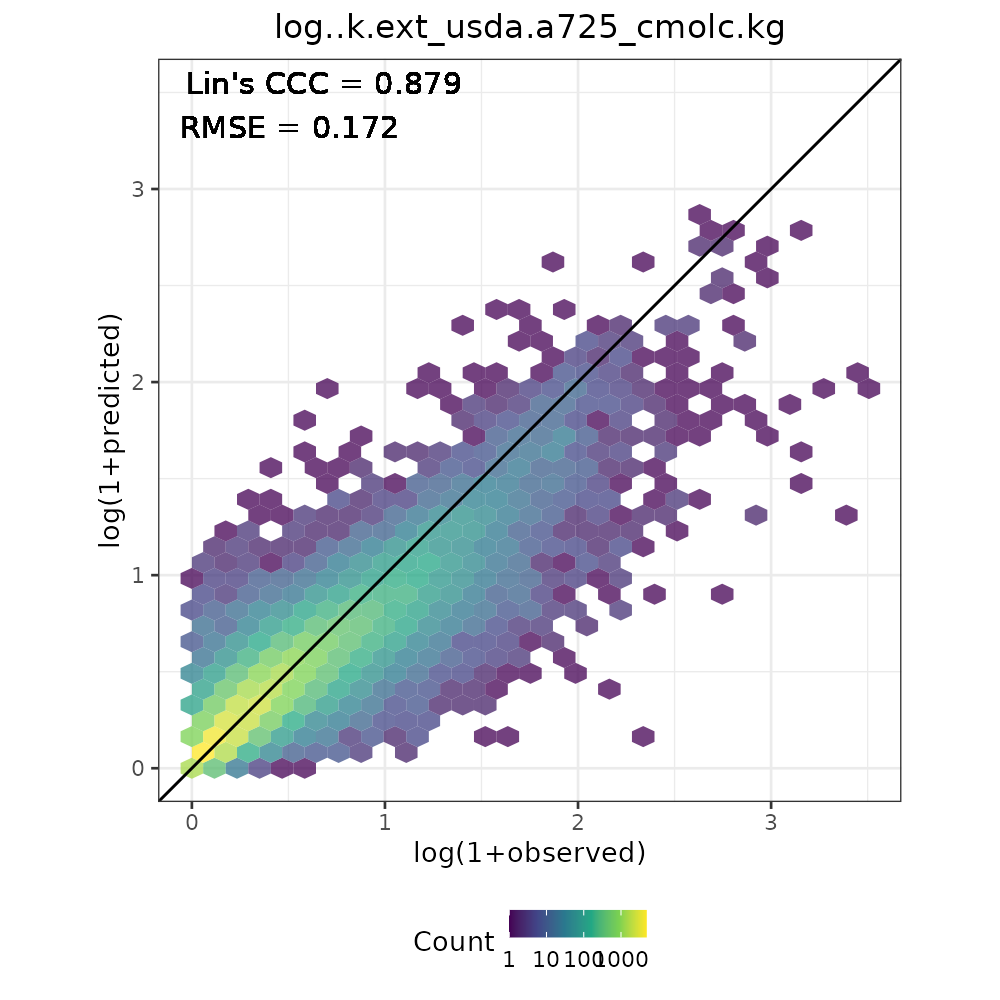 log..k.ext_usda.a725_cmolc.kg
Lin's CCC = 0.879
RMSE = 0.172
log(1+predicted)
3
2
1
0
0 1 2 3
log(1+observed)
Count
1 10 100 1000